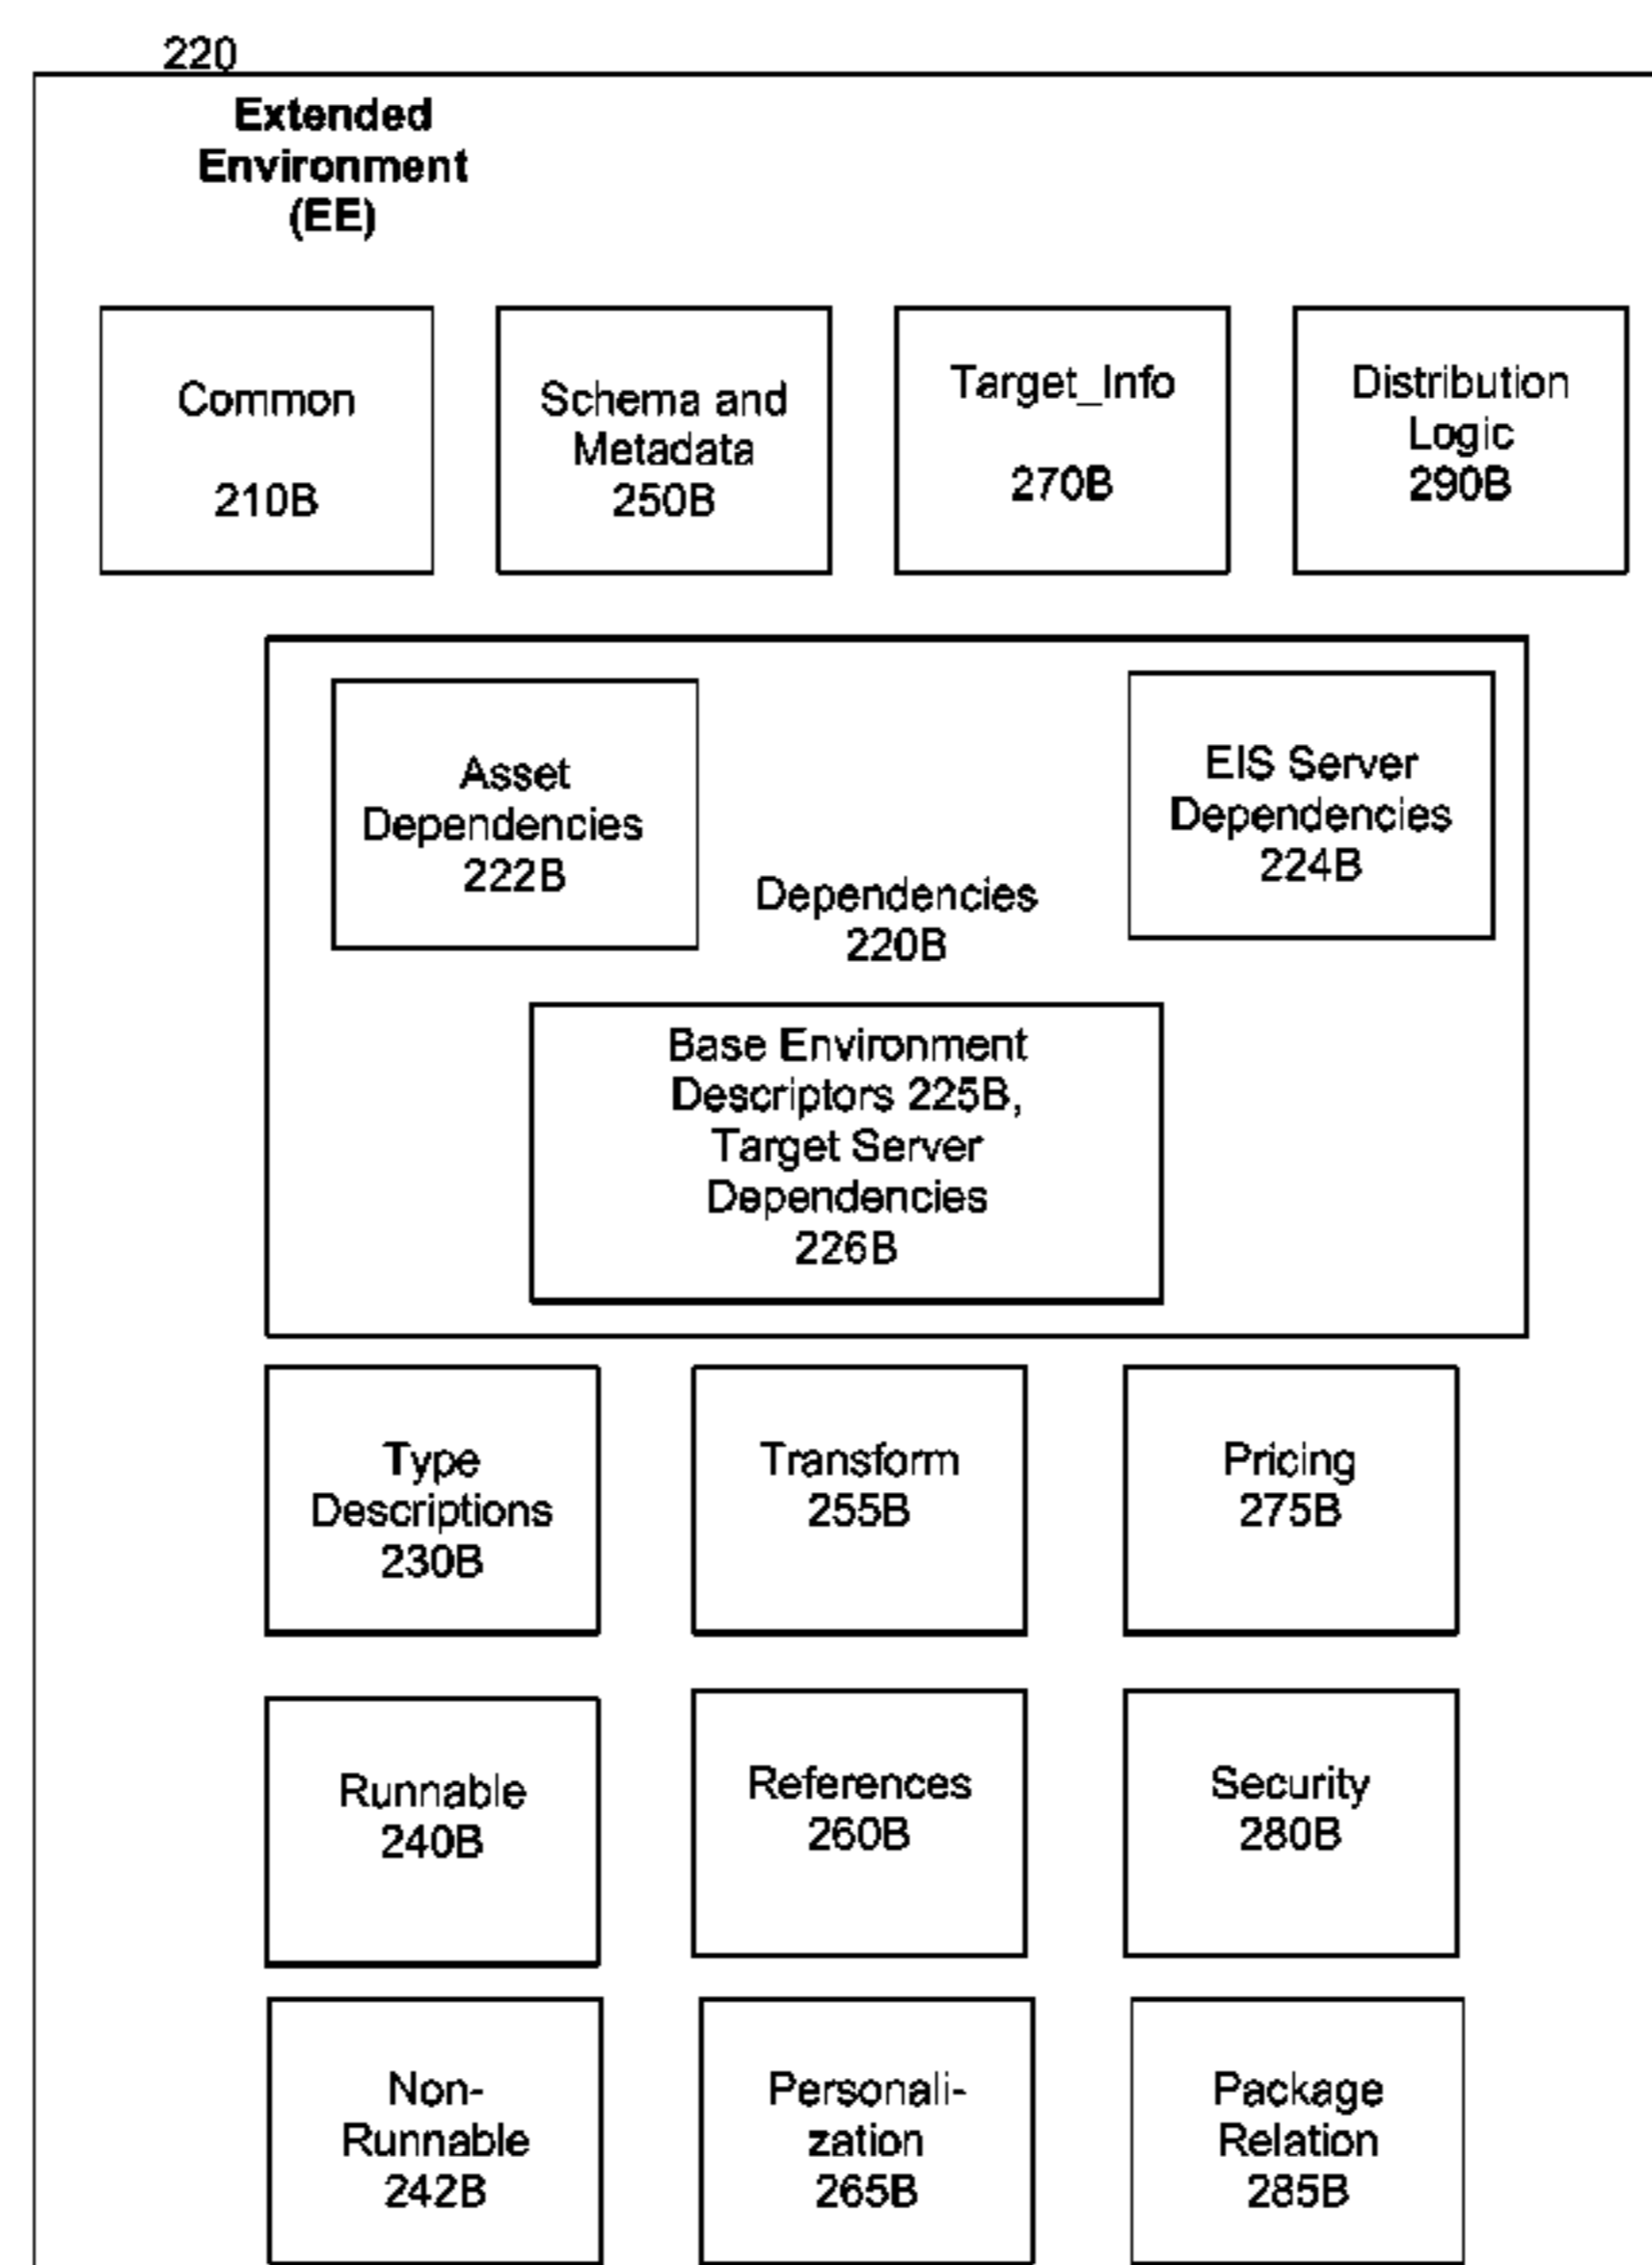 220
Extended
Environment
(EE)
Common
210B
Schema and
Metadata
250B
Target_Info
270B
Distribution
Logic
290B
Asset
Dependencies
222B
EIS Server
Dependencies
224B
Dependencies
220B
Base Environment
Descriptors 225B,
Target Server
Dependencies
226B
Type
Descriptions
230B
Transform
255B
Pricing
275B
Runnable
240B
References
260B
Security
280B
Non-
Runnable
242B
Personali-
zation
265B
Package
Relation
285B